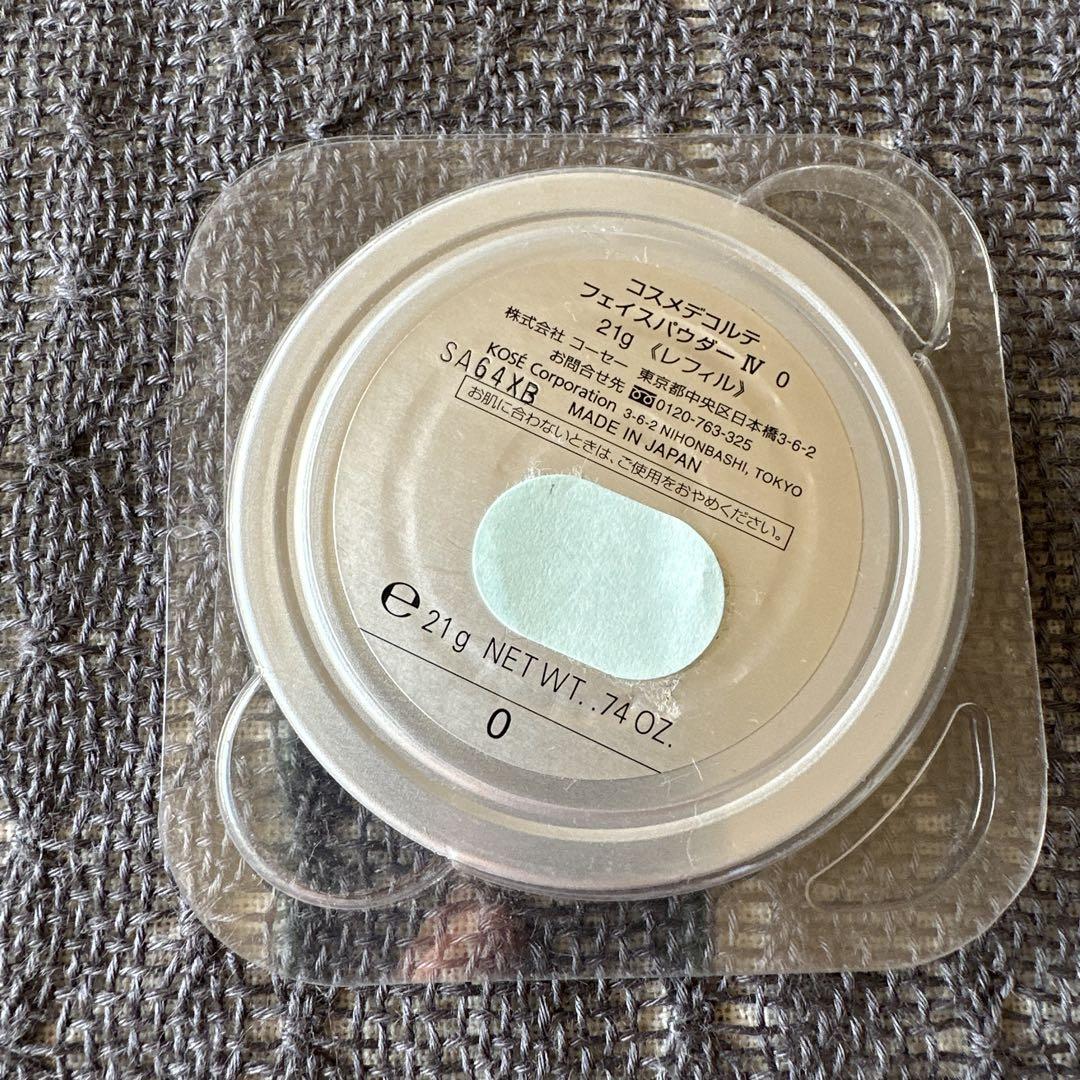 コスメデコルテ
フェイスパウダー Ⅳ 0
21g 《レフィル》
株式会社 コーセー 東京都中央区日本橋3-6-2
お問合せ先 0120-763-325
KOSÉ Corporation 3-6-2 NIHONBASHI, TOKYO
SA64XB MADE IN JAPAN
お肌に合わないときは、ご使用をおやめください。
℮ 21g NET WT. .74 OZ.
0